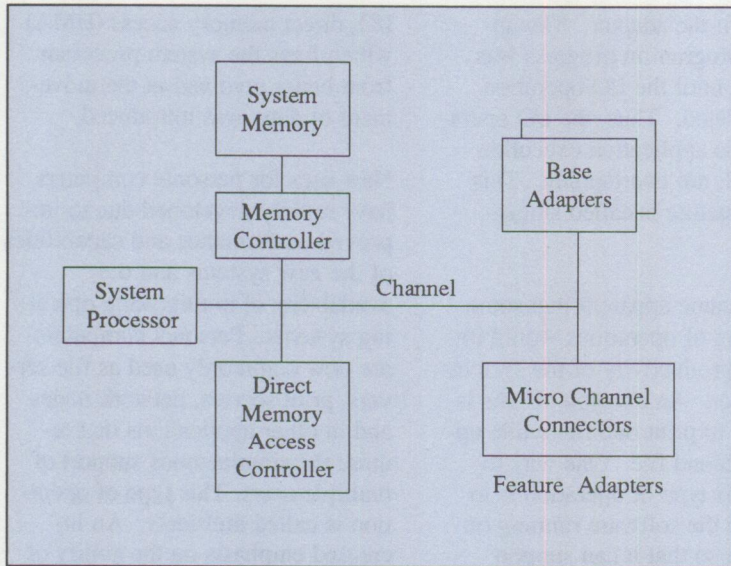 System
Memory
Memory
Controller
System
Processor
Direct
Memory
Access
Controller
Channel
Base
Adapters
Micro Channel
Connectors
Feature Adapters